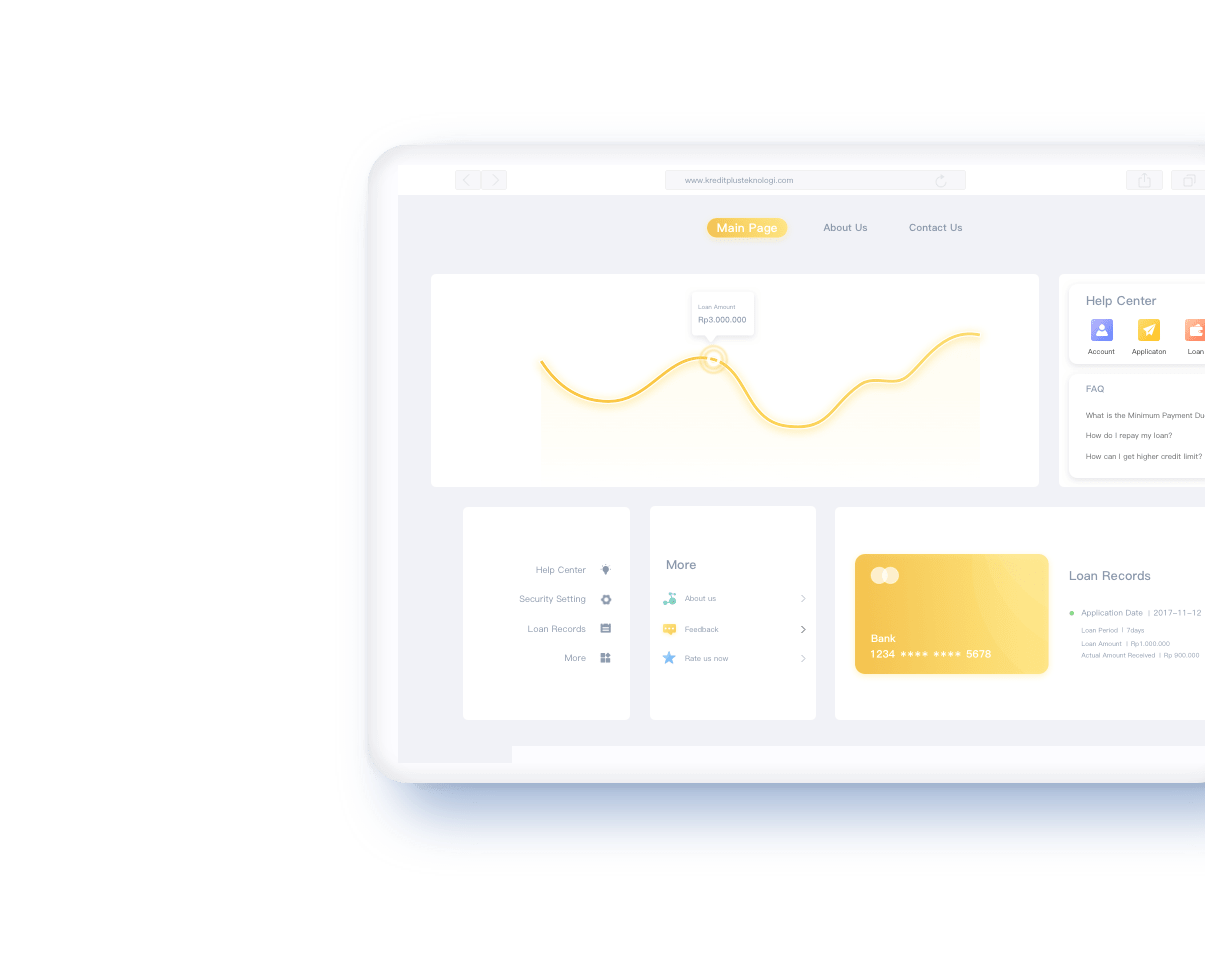 www.kreditplusteknologi.com
Main Page
About Us
Contact Us
Loan Amount
Rp3.000.000
Help Center
Account
Applicaton
Loan
FAQ
What is the Minimum Payment Du
How do I repay my loan?
How can I get higher credit limit?
Help Center
Security Setting
Loan Records
More
More
About us
Feedback
Rate us now
Bank
1234 **** **** 5678
Loan Records
Application Date | 2017-11-12
Loan Period | 7days
Loan Amount | Rp1.000.000
Actual Amount Received | Rp 900.000